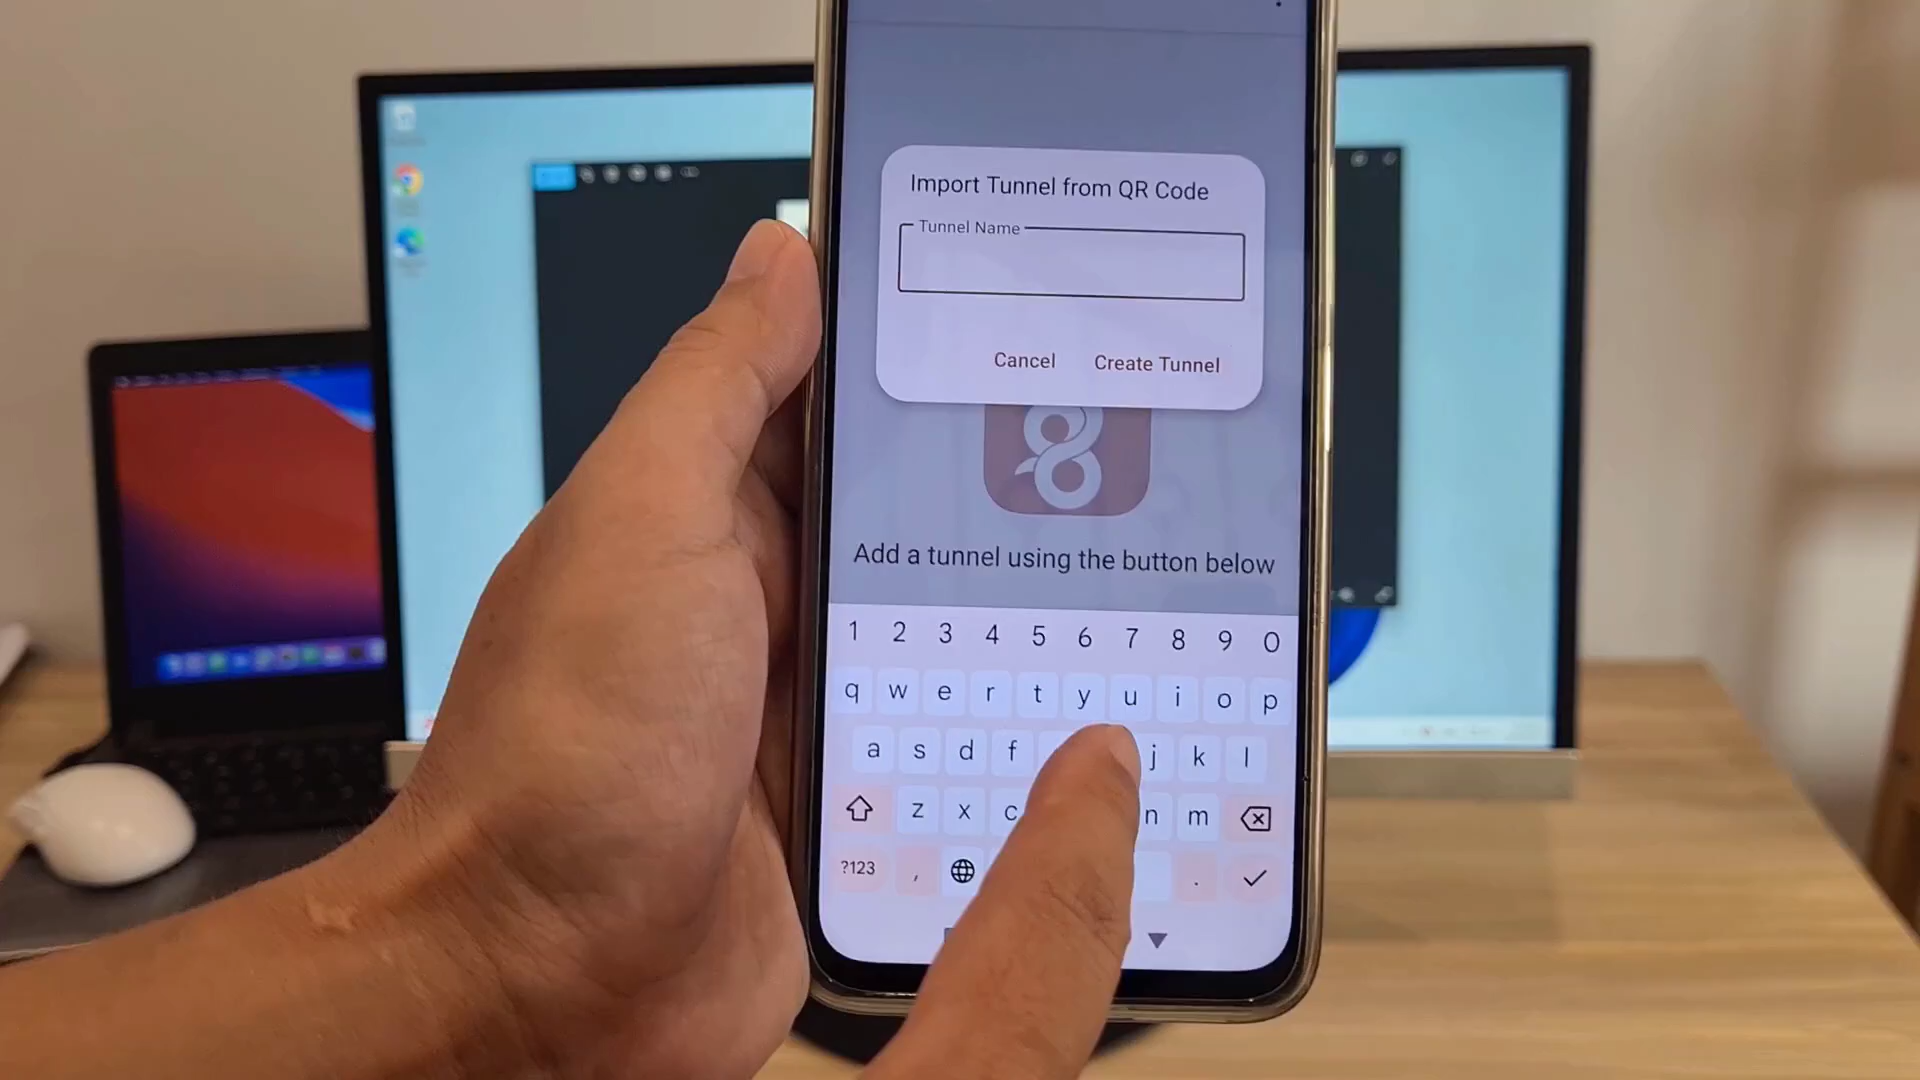 Import Tunnel from QR Code
Tunnel Name
Cancel Create Tunnel
Add a tunnel using the button below
1 2 3 4 5 6 7 8 9 0
q w e r t y u i o p
a s d f j k l
z x c n m
?123 , .